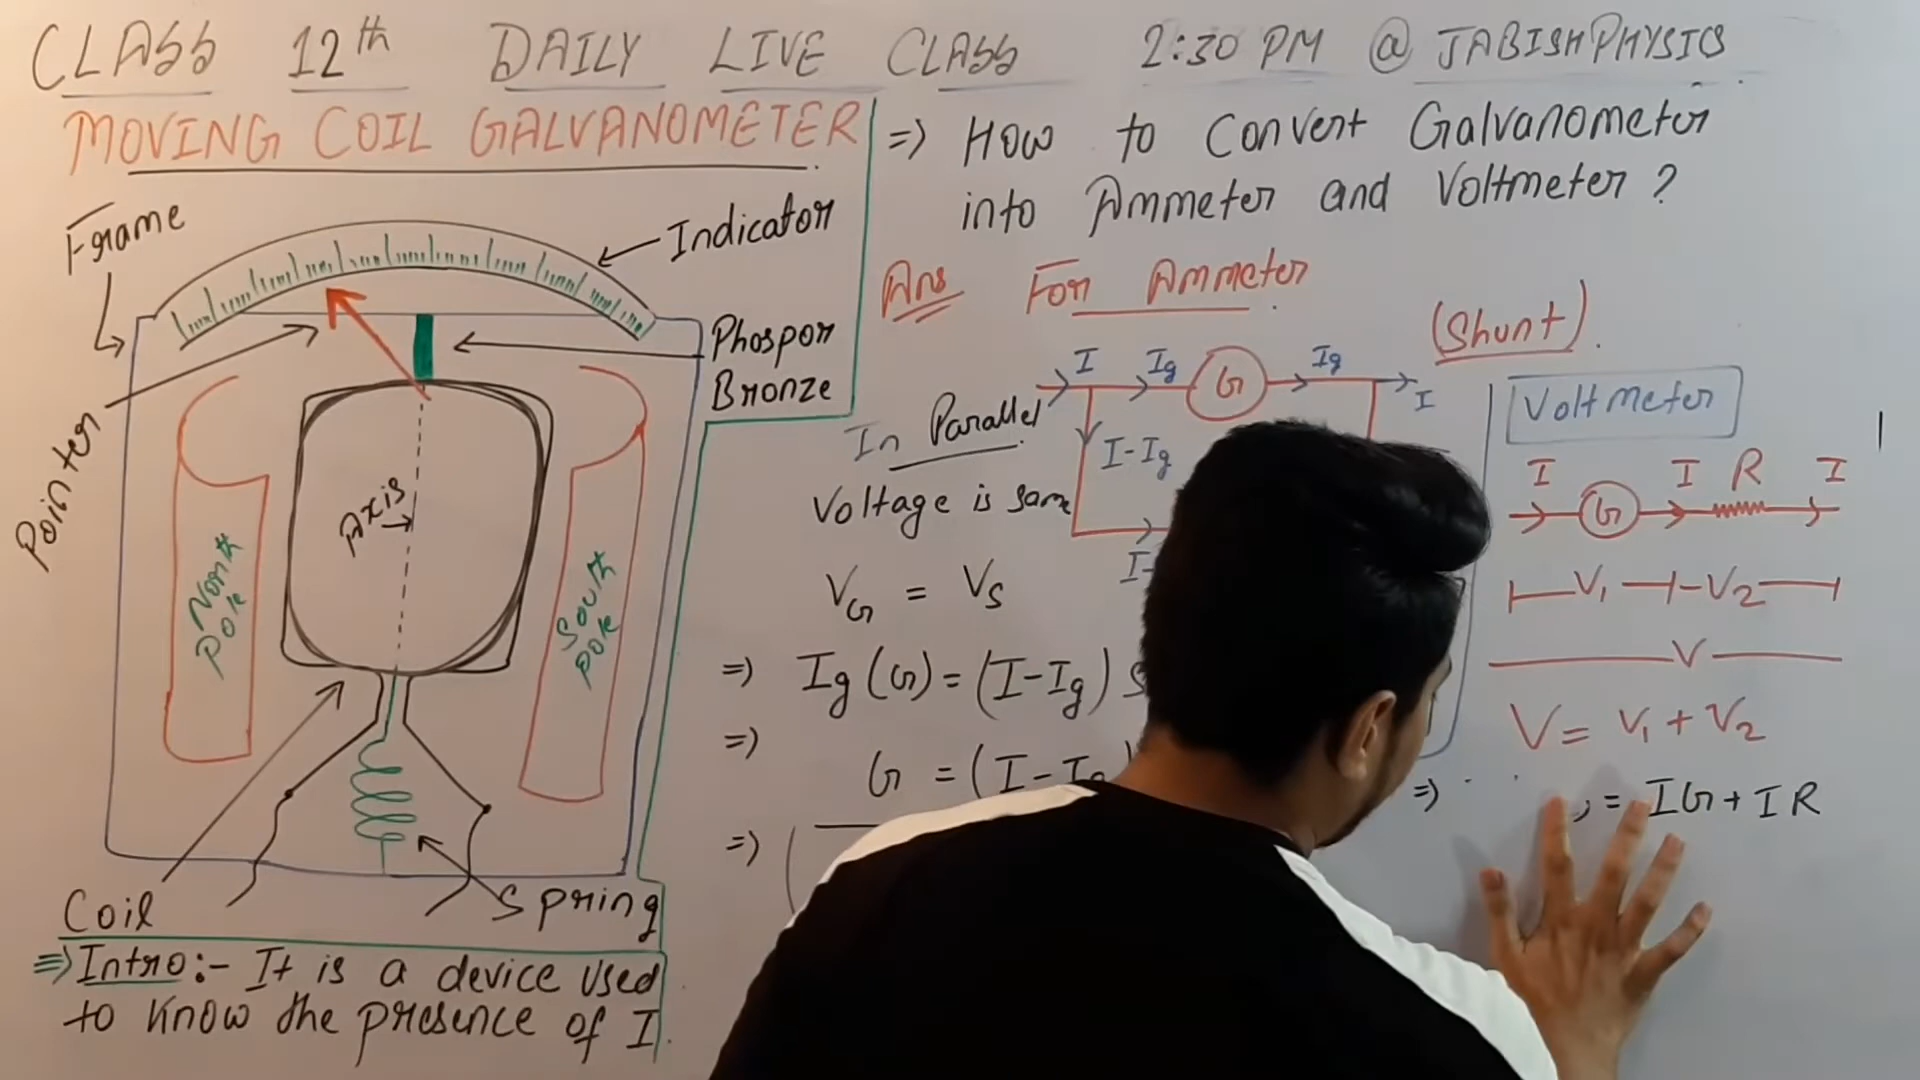 CLASS 12th DAILY LIVE CLASS 2:30 PM @ JABISHPHYSICS
MOVING COIL GALVANOMETER
Frame
Indicator
Phospor
Bronze
Pointer
Axis
North
Pole
South
Pole
Coil
Spring
=> Intro:- It is a device used
to know the presence of I.
=> How to Convert Galvanometer
into Ammeter and Voltmeter ?
Ans For Ammeter
(Shunt).
I Ig G Ig I
In Parallel
I-Ig
Voltage is same
VG = VS
=> Ig (G) = (I-Ig) S
=> G = (I-Ig)
=>
Voltmeter
I G I R I
V1 V2
V
V = V1 + V2
=> = IG + IR